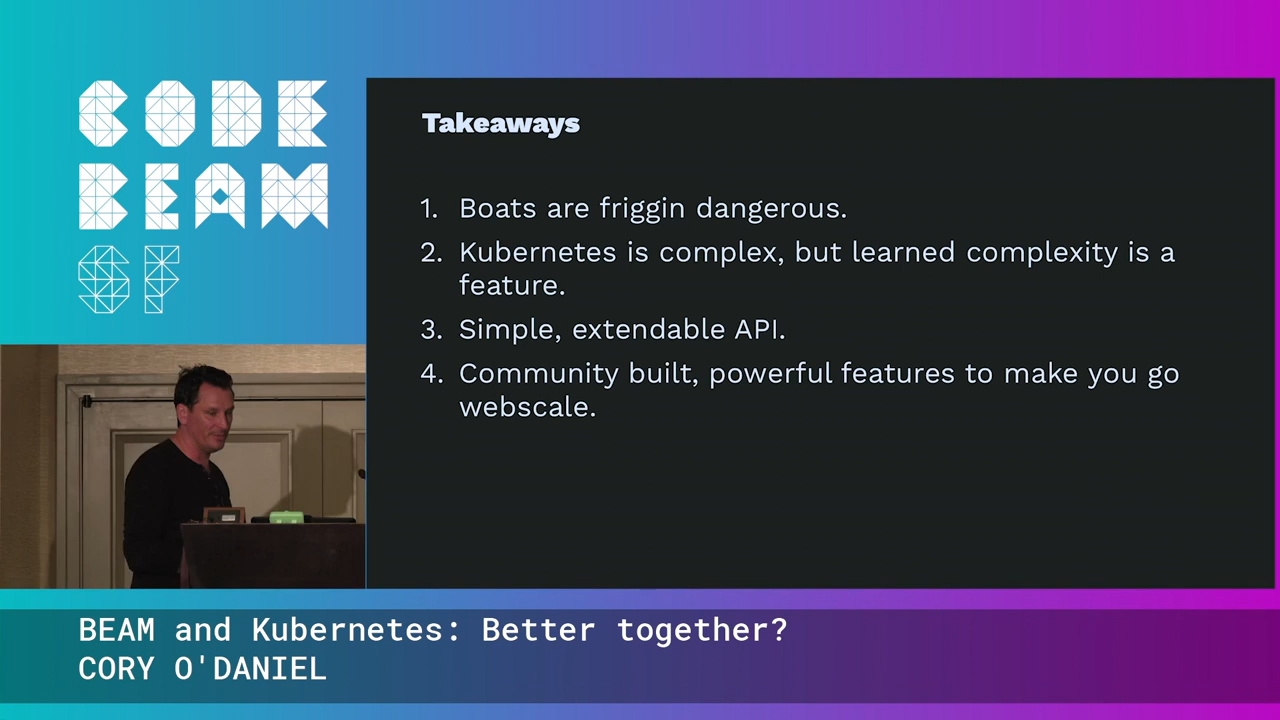 CODE
BEAM
SF
Takeaways
1. Boats are friggin dangerous.
2. Kubernetes is complex, but learned complexity is a
feature.
3. Simple, extendable API.
4. Community built, powerful features to make you go
webscale.
BEAM and Kubernetes: Better together?
CORY O'DANIEL